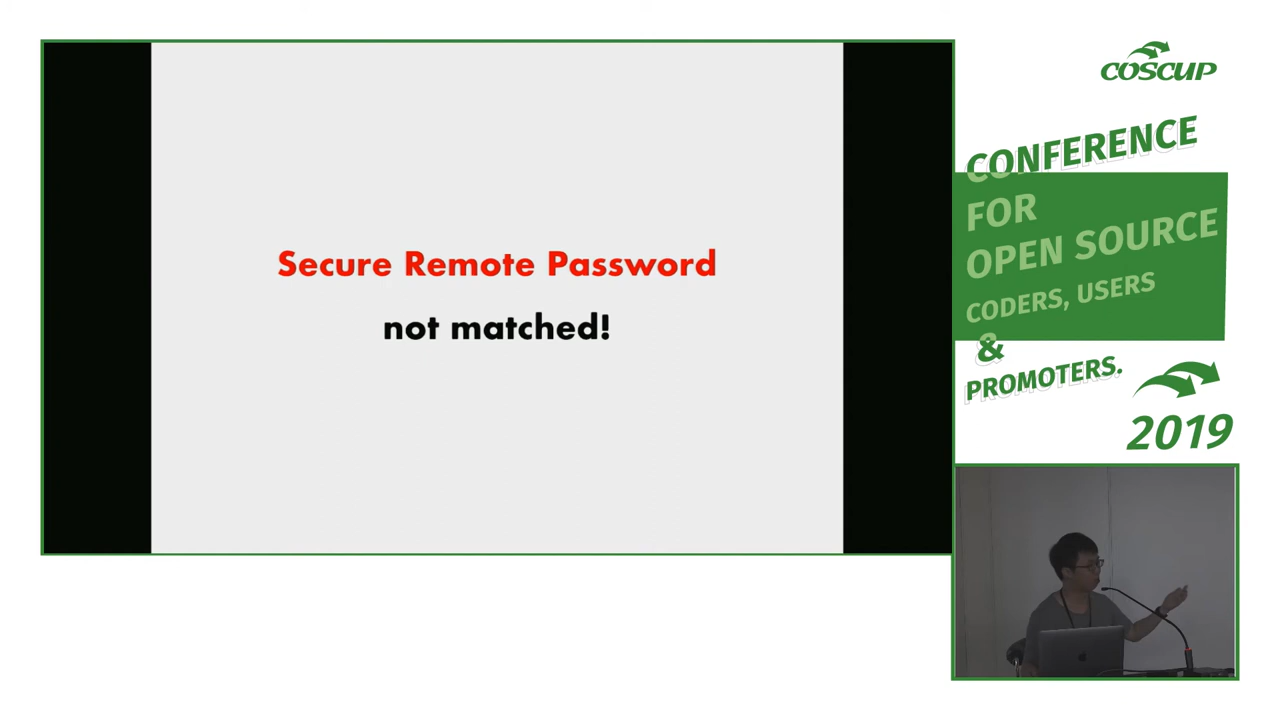 Secure Remote Password
not matched!
COSCUP
CONFERENCE
FOR
OPEN SOURCE
CODERS, USERS
&
PROMOTERS.
2019